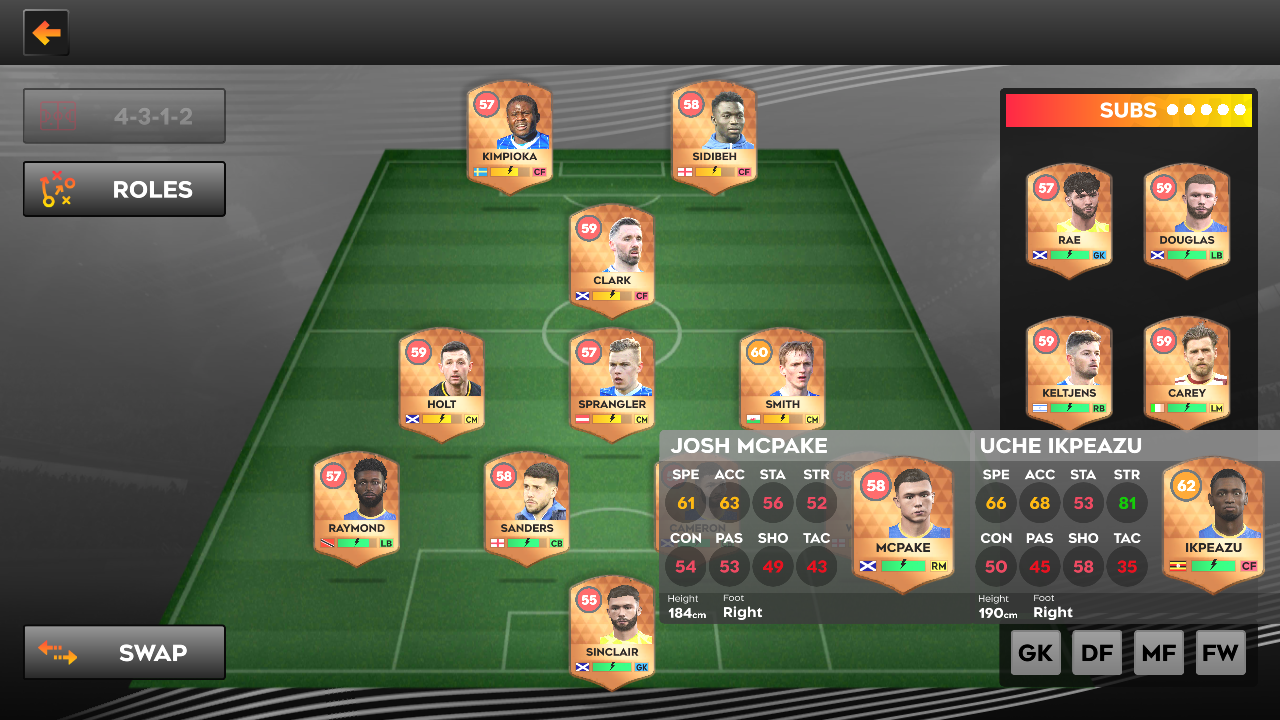 4-3-1-2
ROLES
57
KIMPIOKA
CF
58
SIDIBEH
CF
59
CLARK
CF
59
HOLT
CM
57
SPRANGLER
CM
60
SMITH
CM
57
RAYMOND
LB
58
SANDERS
CB
CAMERON
58
55
SINCLAIR
GK
SWAP
SUBS
57
RAE
GK
59
DOUGLAS
LB
59
KELTJENS
RB
59
CAREY
LM
JOSH MCPAKE
SPE ACC STA STR
61 63 56 52
CON PAS SHO TAC
54 53 49 43
Height Foot
184cm Right
58
MCPAKE
RM
UCHE IKPEAZU
SPE ACC STA STR
66 68 53 81
CON PAS SHO TAC
50 45 58 35
Height Foot
190cm Right
62
IKPEAZU
CF
GK DF MF FW